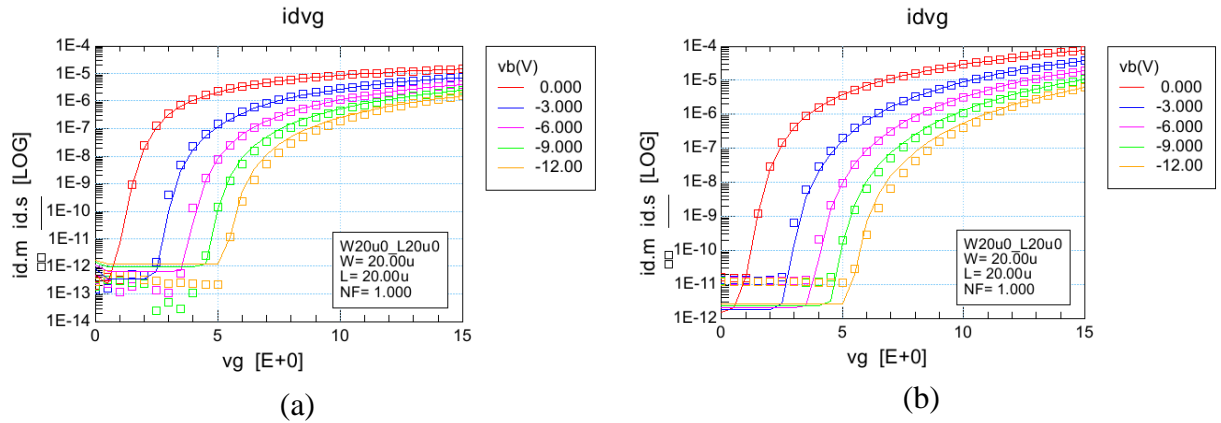 idvg
1E-4
1E-5
1E-6
1E-7
1E-8
1E-9
1E-10
1E-11
1E-12
1E-13
1E-14
id.m id.s [LOG]
0 5 10 15
vg [E+0]
W20u0_L20u0
W= 20.00u
L= 20.00u
NF= 1.000
vb(V)
0.000
-3.000
-6.000
-9.000
-12.00
(a)
idvg
1E-4
1E-5
1E-6
1E-7
1E-8
1E-9
1E-10
1E-11
1E-12
id.m id.s [LOG]
0 5 10 15
vg [E+0]
W20u0_L20u0
W= 20.00u
L= 20.00u
NF= 1.000
vb(V)
0.000
-3.000
-6.000
-9.000
-12.00
(b)